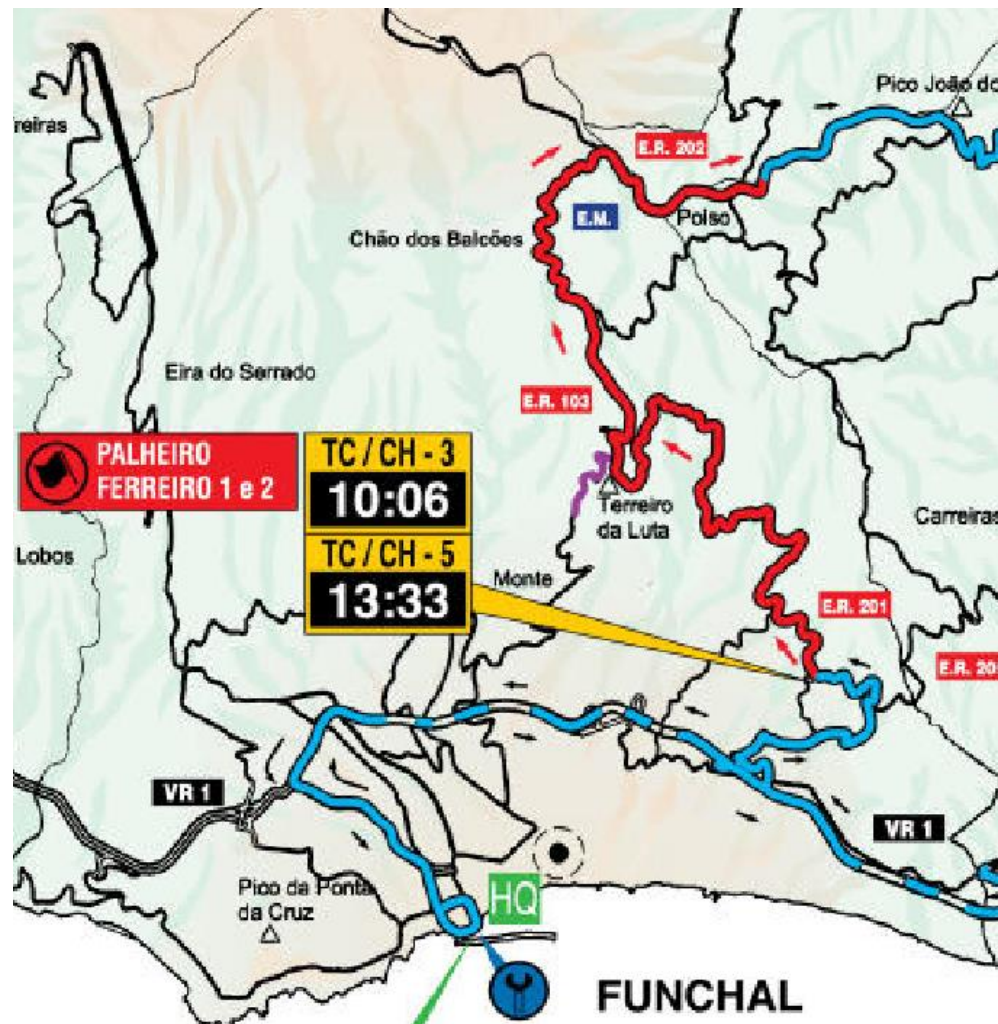 Pico João do
reiras
E.R. 202
E.M.
Poiso
Chão dos Balcões
Eira do Serrado
E.R. 103
PALHEIRO
FERREIRO 1 e 2
TC / CH - 3
10:06
TC / CH - 5
13:33
Terreiro
da Luta
Carreiras
Lobos
Monte
E.R. 201
E.R. 20
VR 1
VR 1
Pico da Ponta
da Cruz
HQ
FUNCHAL